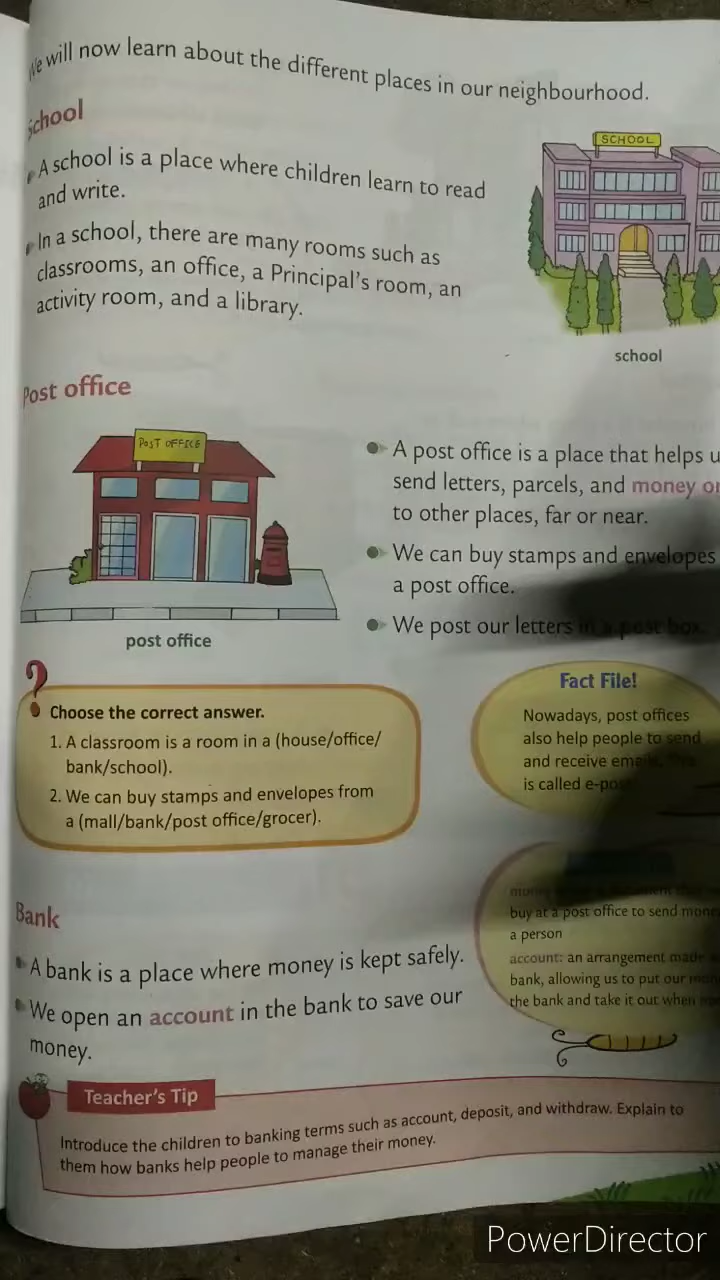 We will now learn about the different places in our neighbourhood.
School
A school is a place where children learn to read
and write.
In a school, there are many rooms such as
classrooms, an office, a Principal's room, an
activity room, and a library.
SCHOOL
school
Post office
POST OFFICE
post office
A post office is a place that helps
send letters, parcels, and money
to other places, far or near.
We can buy stamps and envelopes
a post office.
We post our letters in a post box.
?
Choose the correct answer.
1. A classroom is a room in a (house/office/
bank/school).
2. We can buy stamps and envelopes from
a (mall/bank/post office/grocer).
Fact File!
Nowadays, post offices
also help people to send
and receive
is called
buy at a post office to send
a person
account: an arrangement made
bank, allowing us to put our
the bank and take it out when
Bank
A bank is a place where money is kept safely.
We open an account in the bank to save our
money.
Teacher's Tip
Introduce the children to banking terms such as account, deposit, and withdraw. Explain to
them how banks help people to manage their money.
PowerDirector